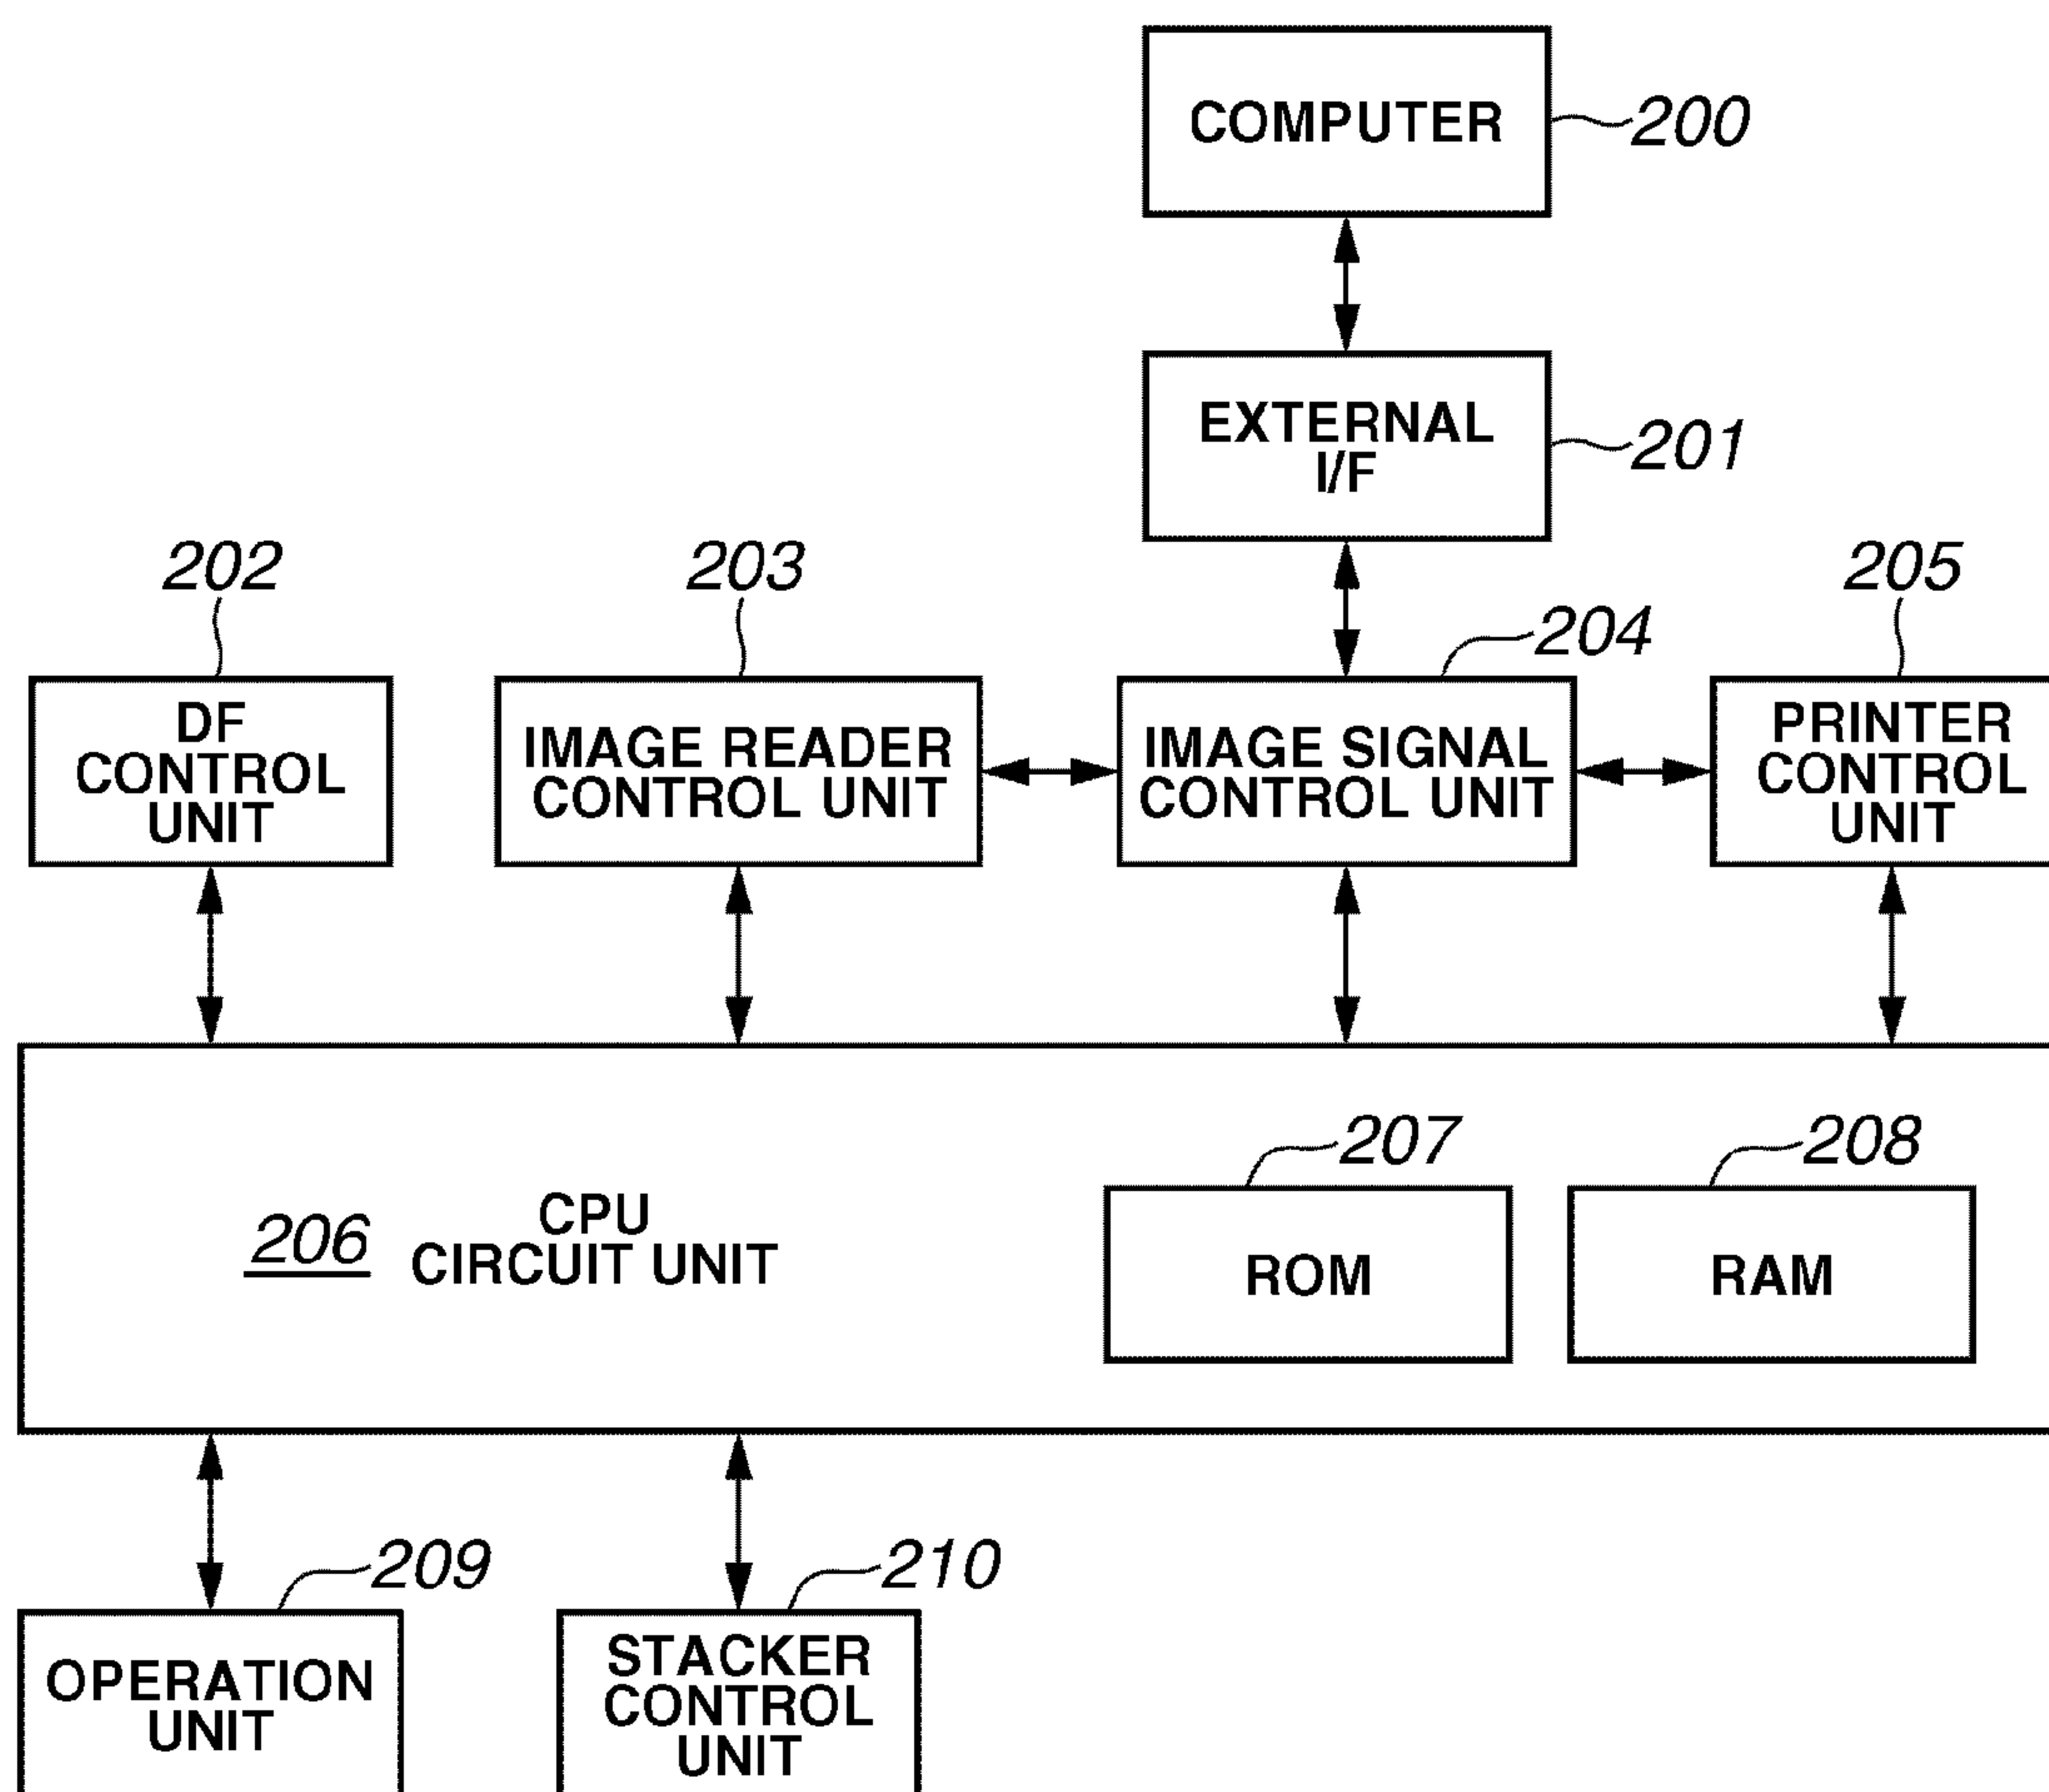 COMPUTER
200
EXTERNAL
I/F
201
202
203
204
205
DF
CONTROL
UNIT
IMAGE READER
CONTROL UNIT
IMAGE SIGNAL
CONTROL UNIT
PRINTER
CONTROL
UNIT
206
CPU
CIRCUIT UNIT
207
ROM
208
RAM
209
OPERATION
UNIT
210
STACKER
CONTROL
UNIT